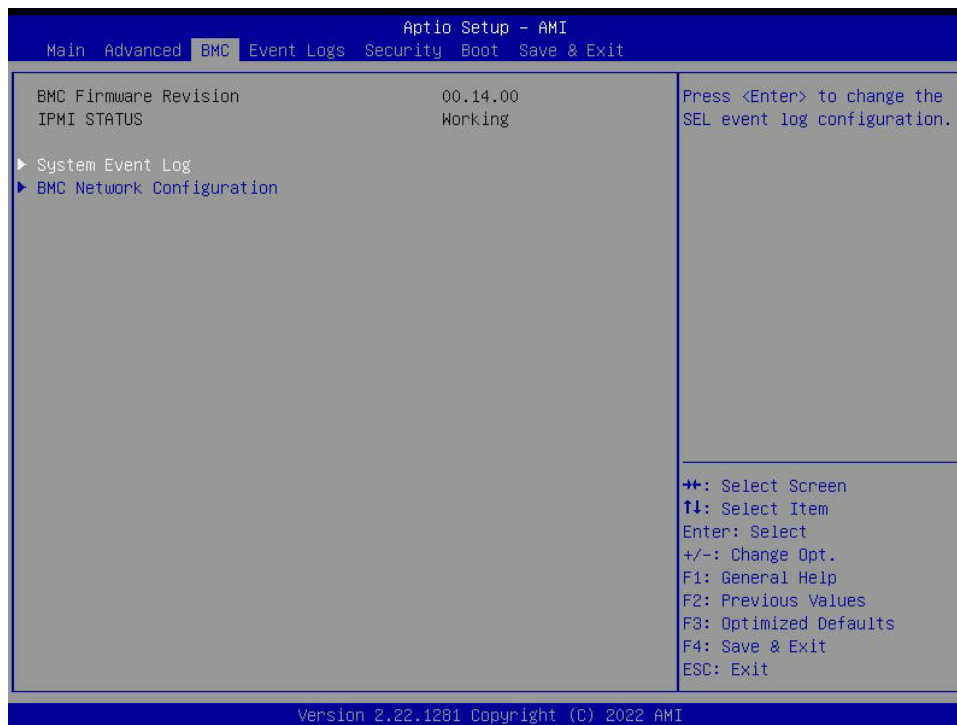 Aptio Setup – AMI
Main Advanced BMC Event Logs Security Boot Save & Exit
BMC Firmware Revision 00.14.00
IPMI STATUS Working
▶ System Event Log
▶ BMC Network Configuration
Press <Enter> to change the
SEL event log configuration.
→←: Select Screen
↑↓: Select Item
Enter: Select
+/-: Change Opt.
F1: General Help
F2: Previous Values
F3: Optimized Defaults
F4: Save & Exit
ESC: Exit
Version 2.22.1281 Copyright (C) 2022 AMI